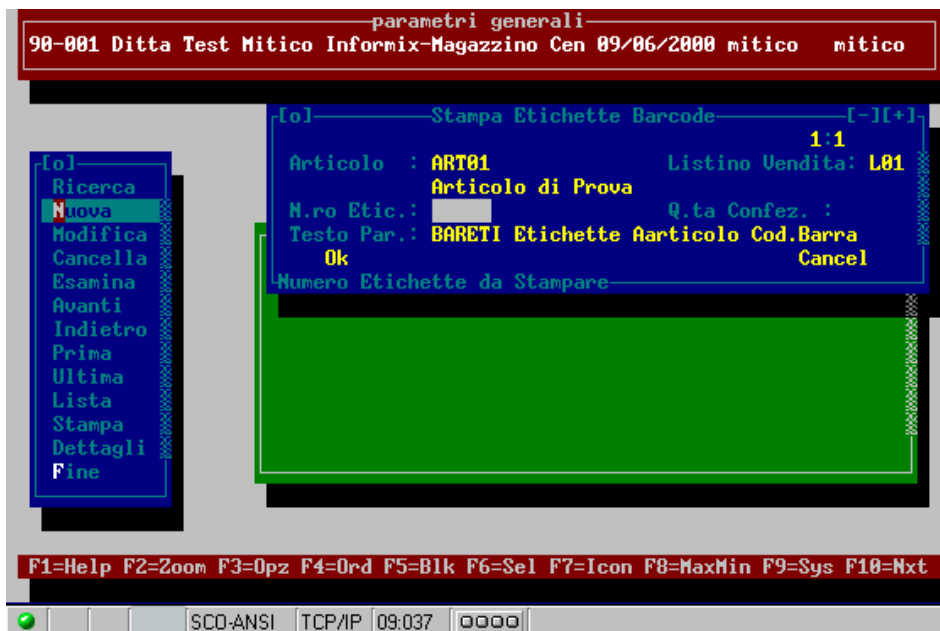 parametri generali
90-001 Ditta Test Mitico Informix-Magazzino Cen 09/06/2000 mitico mitico
[o] Stampa Etichette Barcode [-][+]
1:1
Articolo : ART01 Listino Vendita: L01
Articolo di Prova
N.ro Etic.: Q.ta Confez. :
Testo Par.: BARETI Etichette Aarticolo Cod.Barra
Ok Cancel
Numero Etichette da Stampare
[o]
Ricerca
Nuova
Modifica
Cancella
Esamina
Avanti
Indietro
Prima
Ultima
Lista
Stampa
Dettagli
Fine
F1=Help F2=Zoom F3=Opz F4=Ord F5=Blk F6=Sel F7=Icon F8=MaxMin F9=Sys F10=Nxt
SCO-ANSI TCP/IP 09:037